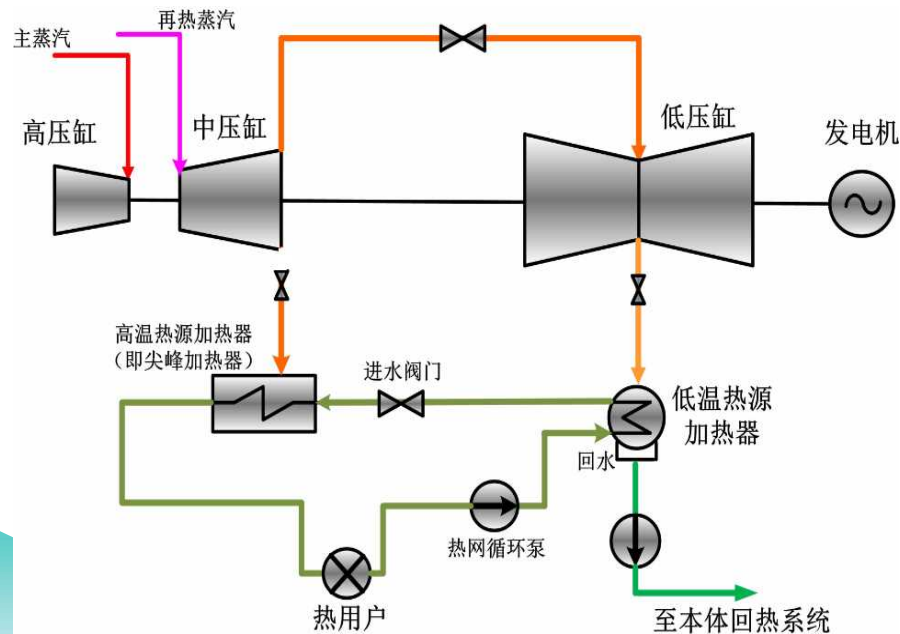 再热蒸汽
主蒸汽
高压缸
中压缸
低压缸
发电机
高温热源加热器
（即尖峰加热器）
进水阀门
低温热源
加热器
回水
热网循环泵
热用户
至本体回热系统